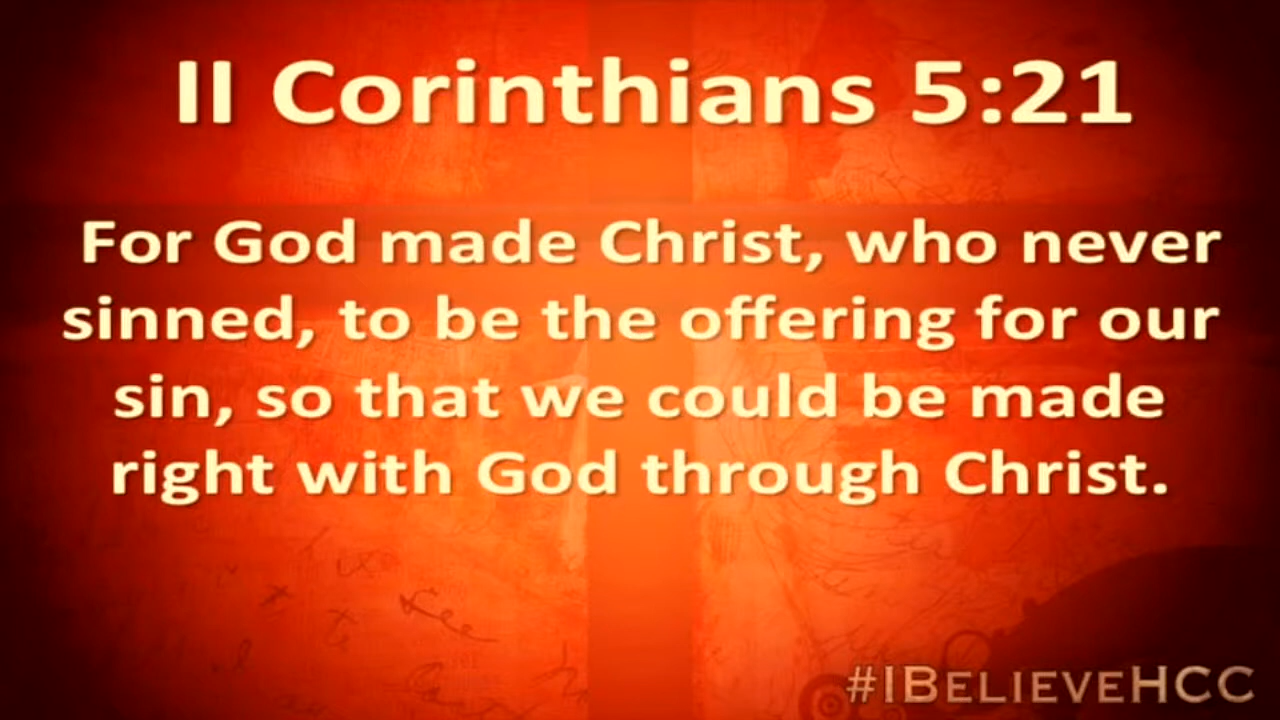 II Corinthians 5:21
For God made Christ, who never
sinned, to be the offering for our
sin, so that we could be made
right with God through Christ.
#IBelieveHCC